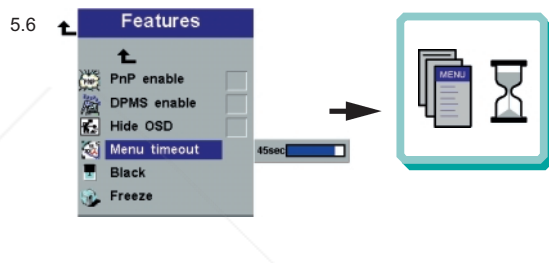 5.6
Features
PnP enable
DPMS enable
Hide OSD
Menu timeout
45sec
Black
Freeze
MENU